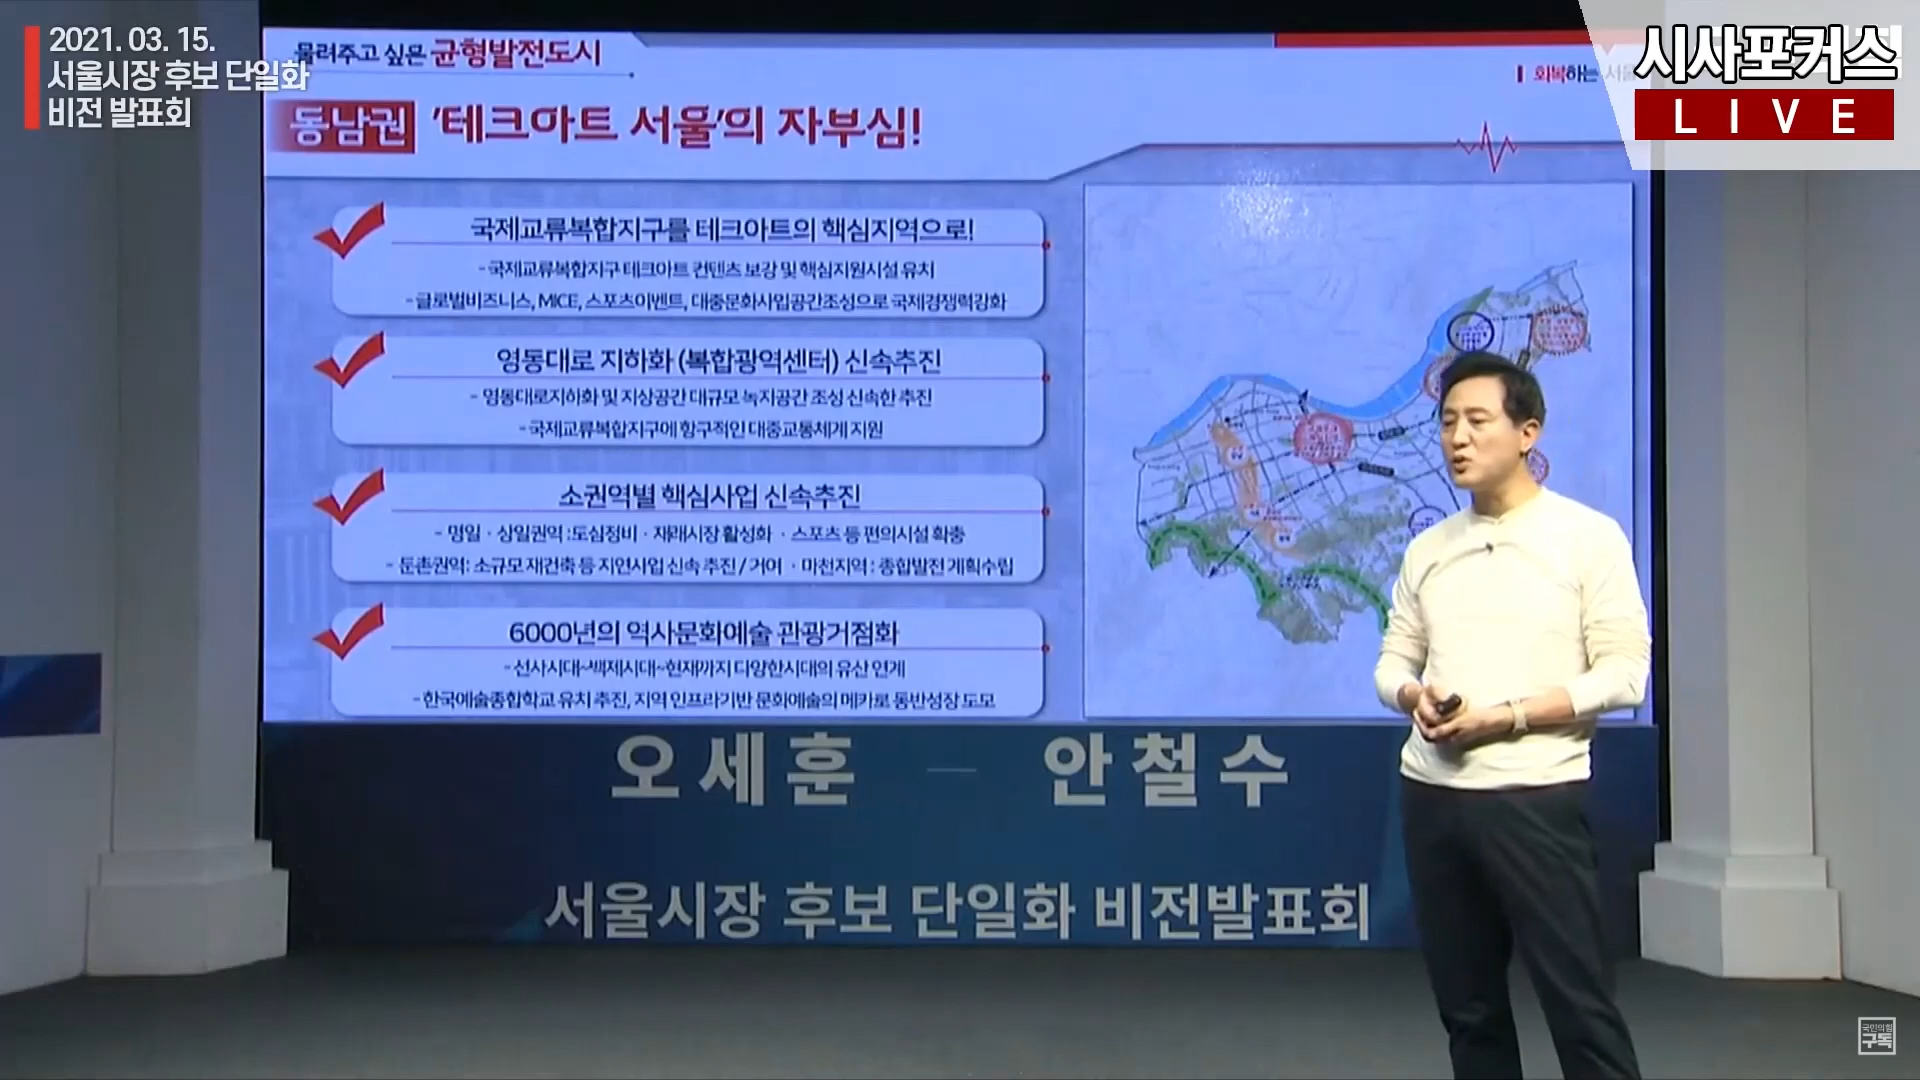 2021. 03. 15.
서울시장 후보 단일화
비전 발표회
시사포커스
LIVE
물려주고 싶은 균형발전도시
회복하는 서울
동남권 '테크아트 서울'의 자부심!
국제교류복합지구를 테크아트의 핵심지역으로!
- 국제교류복합지구 테크아트 컨텐츠 보강 및 핵심지원시설 유치
- 글로벌비즈니스, MICE, 스포츠이벤트, 대중문화사업공간조성으로 국제경쟁력강화
영동대로 지하화 (복합광역센터) 신속추진
- 영동대로지하화 및 지상공간 대규모 녹지공간 조성 신속한 추진
- 국제교류복합지구에 항구적인 대중교통체계 지원
소권역별 핵심사업 신속추진
- 명일 · 상일권역 : 도심정비 · 재래시장 활성화 · 스포츠 등 편의시설 확충
- 둔촌권역 : 소규모 재건축 등 지연사업 신속 추진 / 거여 · 마천지역 : 종합발전 계획수립
6000년의 역사문화예술 관광거점화
- 선사시대~백제시대~현재까지 다양한시대의 유산 연계
- 한국예술종합학교 유치 추진, 지역 인프라기반 문화예술의 메카로 동반성장 도모
오세훈 — 안철수
서울시장 후보 단일화 비전발표회
국민의힘
구독